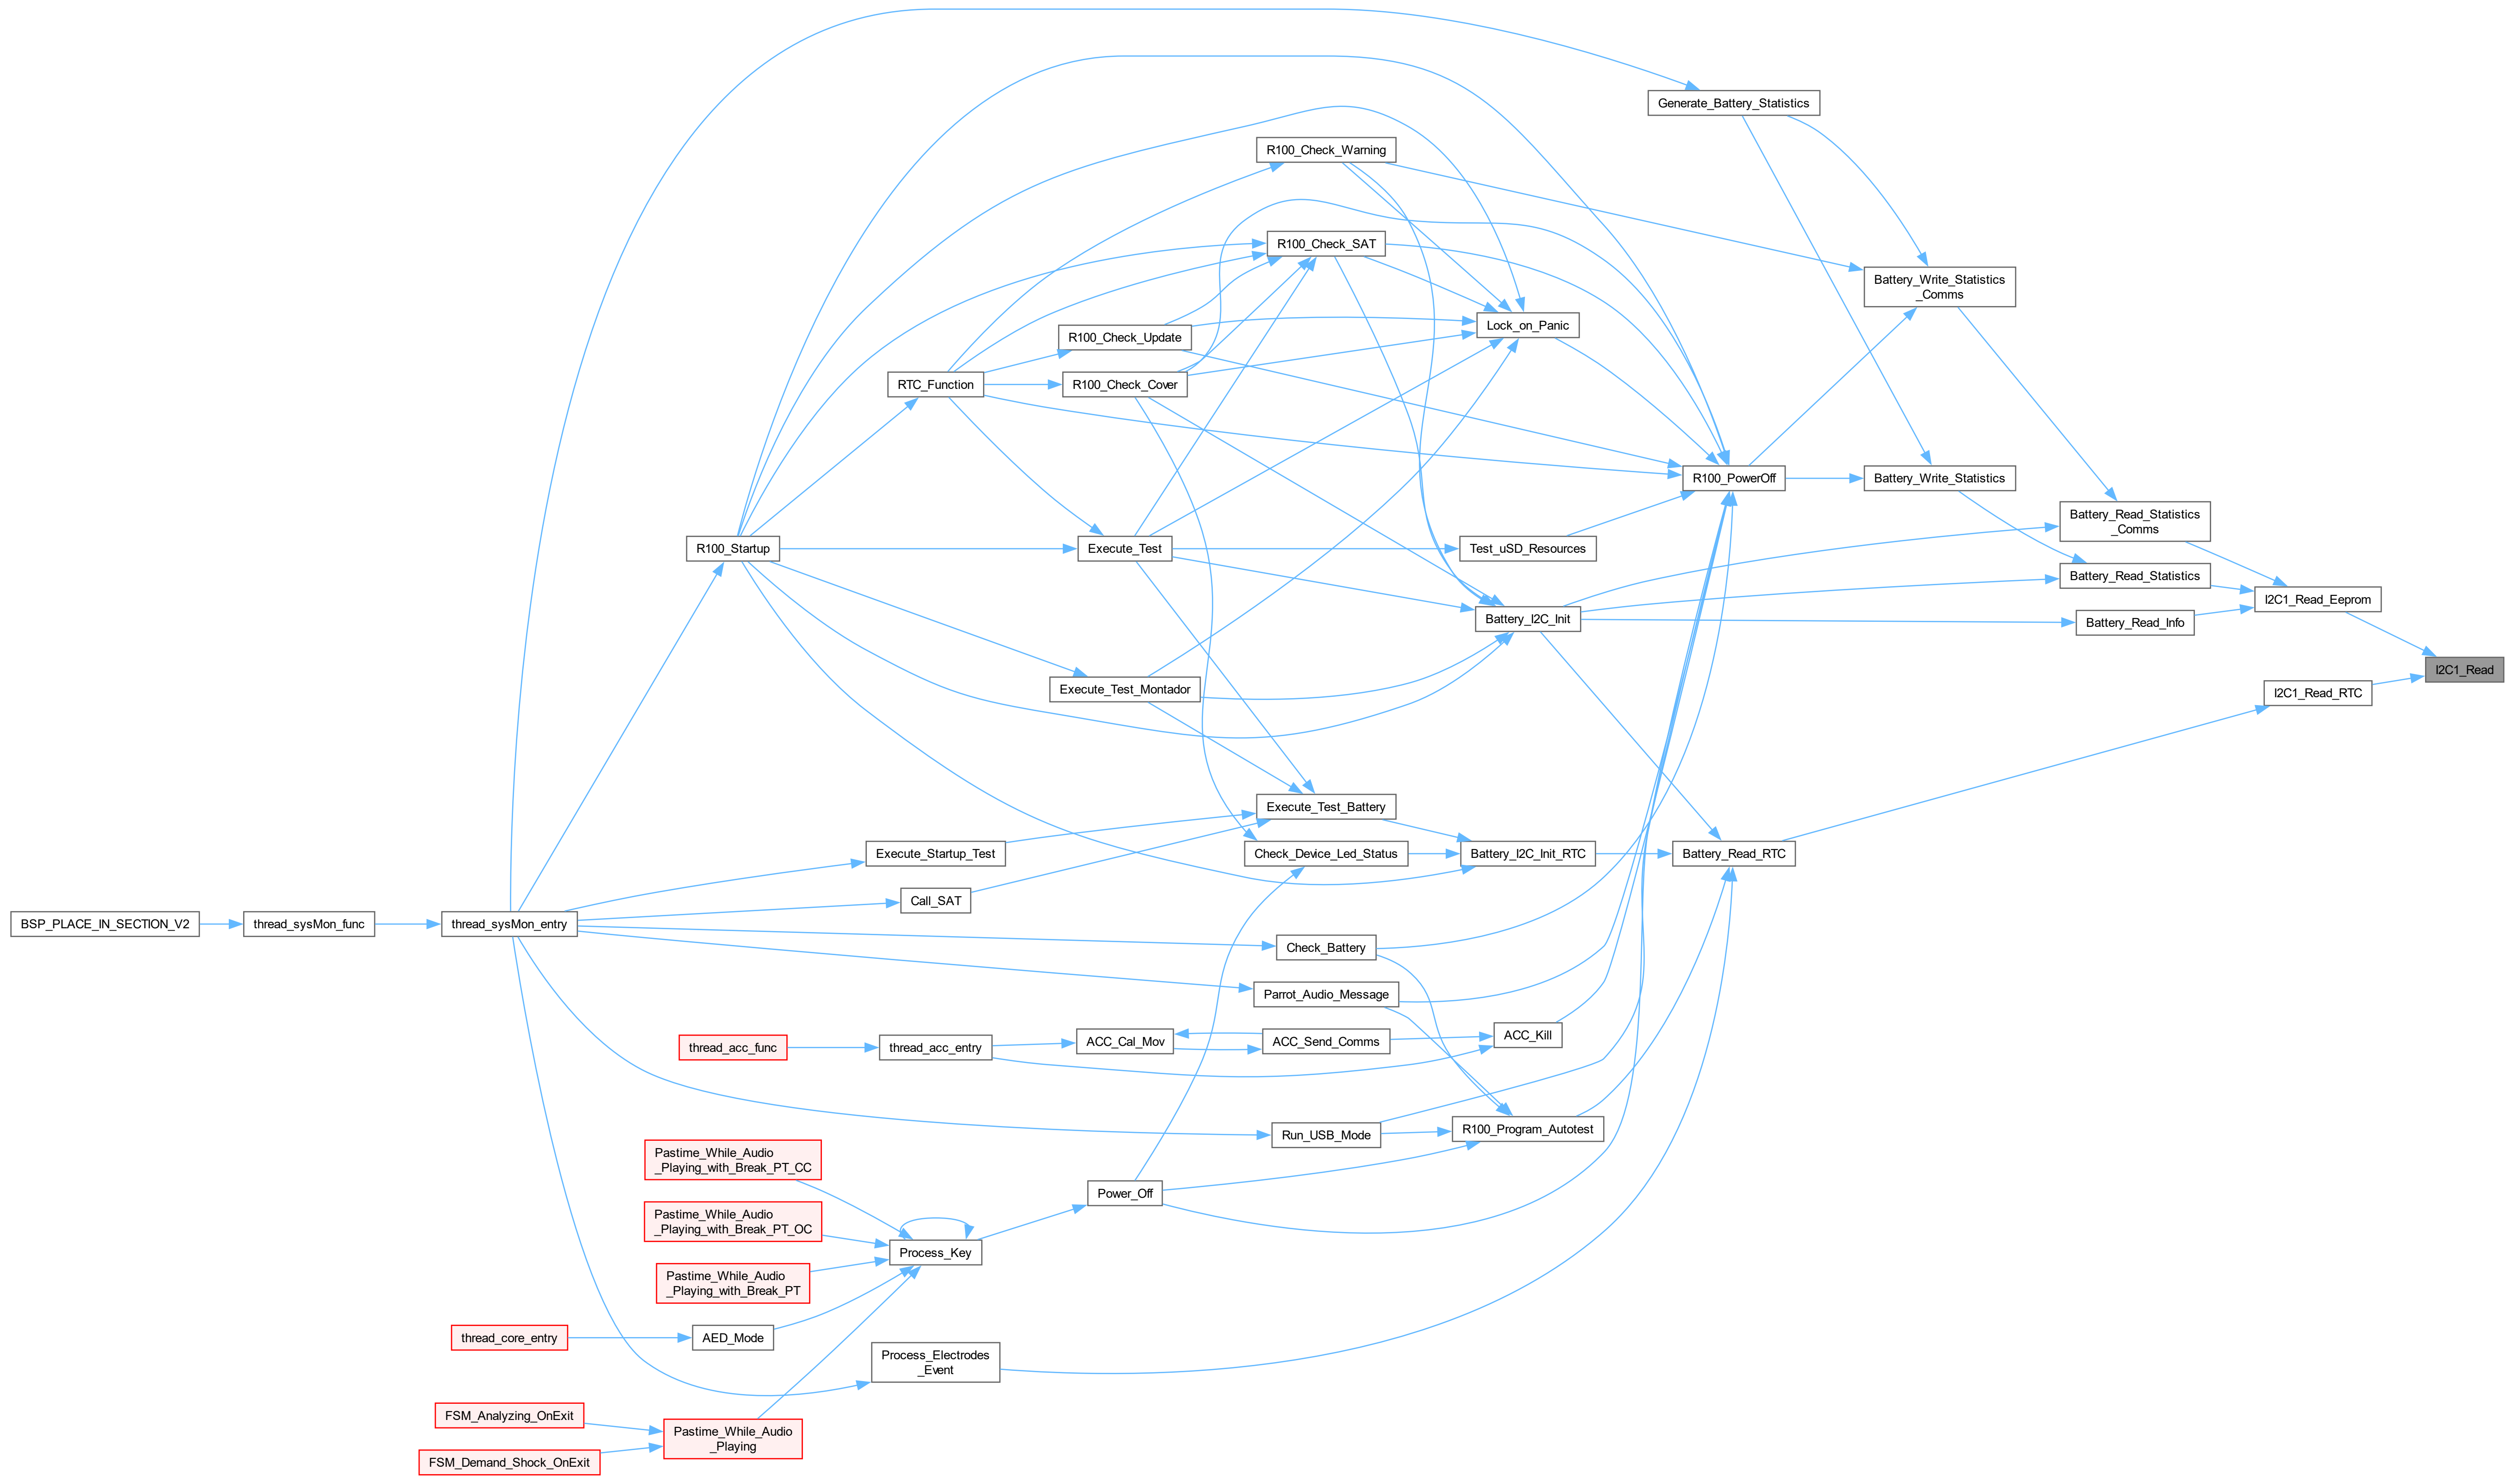 Generate_Battery_Statistics
R100_Check_Warning
R100_Check_SAT
Battery_Write_Statistics
_Comms
Lock_on_Panic
R100_Check_Update
RTC_Function
R100_Check_Cover
R100_PowerOff
Battery_Write_Statistics
Battery_Read_Statistics
_Comms
R100_Startup
Execute_Test
Test_uSD_Resources
Battery_Read_Statistics
I2C1_Read_Eeprom
Battery_I2C_Init
Battery_Read_Info
I2C1_Read
Execute_Test_Montador
I2C1_Read_RTC
Execute_Test_Battery
Execute_Startup_Test
Check_Device_Led_Status
Battery_I2C_Init_RTC
Battery_Read_RTC
Call_SAT
BSP_PLACE_IN_SECTION_V2
thread_sysMon_func
thread_sysMon_entry
Check_Battery
Parrot_Audio_Message
thread_acc_func
thread_acc_entry
ACC_Cal_Mov
ACC_Send_Comms
ACC_Kill
Run_USB_Mode
R100_Program_Autotest
Pastime_While_Audio
_Playing_with_Break_PT_CC
Power_Off
Pastime_While_Audio
_Playing_with_Break_PT_OC
Process_Key
Pastime_While_Audio
_Playing_with_Break_PT
thread_core_entry
AED_Mode
Process_Electrodes
_Event
FSM_Analyzing_OnExit
Pastime_While_Audio
_Playing
FSM_Demand_Shock_OnExit